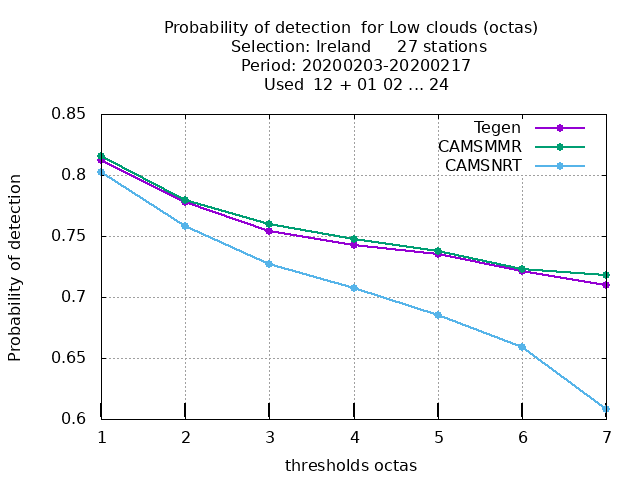 Probability of detection  for Low clouds (octas)
Selection: Ireland     27 stations
Period: 20200203-20200217
Used  12 + 01 02 ... 24
Tegen
CAMSMMR
CAMSNRT
Probability of detection
0.85
0.8
0.75
0.7
0.65
0.6
1 2 3 4 5 6 7
thresholds octas